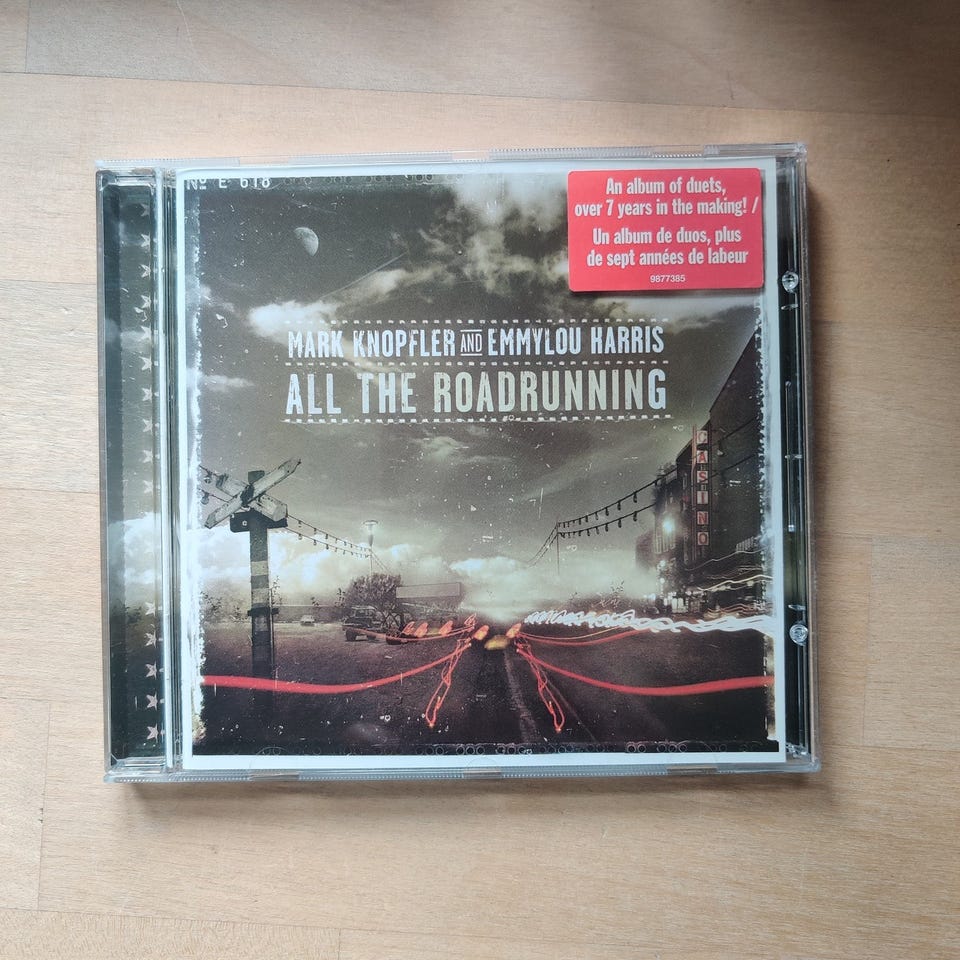 Nº E 618
An album of duets,
over 7 years in the making! /
Un album de duos, plus
de sept années de labeur
9877385
MARK KNOPFLER AND EMMYLOU HARRIS
ALL THE ROADRUNNING
CASINO